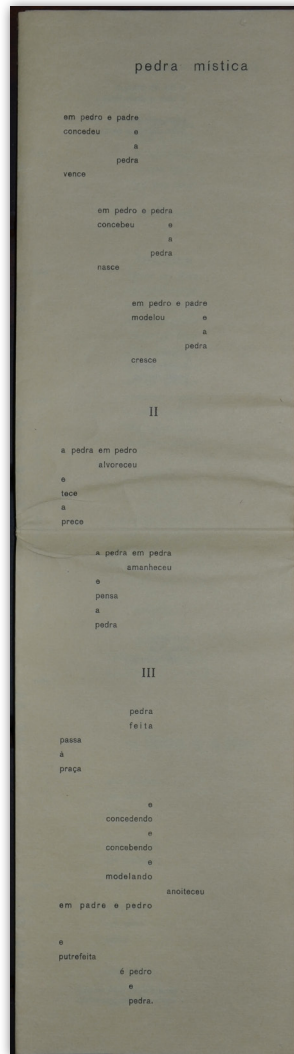 pedra mistica
em pedro e padre
concedeu e
a
pedra
vence
em pedro e pedra
concebeu e
a
pedra
nasce
em pedro e padre
modelou e
a
pedra
cresce
II
a pedra em pedro
alvoreceu
e
tece
a
prece
a pedra em pedra
amanheceu
e
pensa
a
pedra
III
pedra
feita
passa
à
praça
e
concedendo
e
concebendo
e
modelando
anoiteceu
em padre e pedro
e
putrefeita
é pedro
e
pedra.